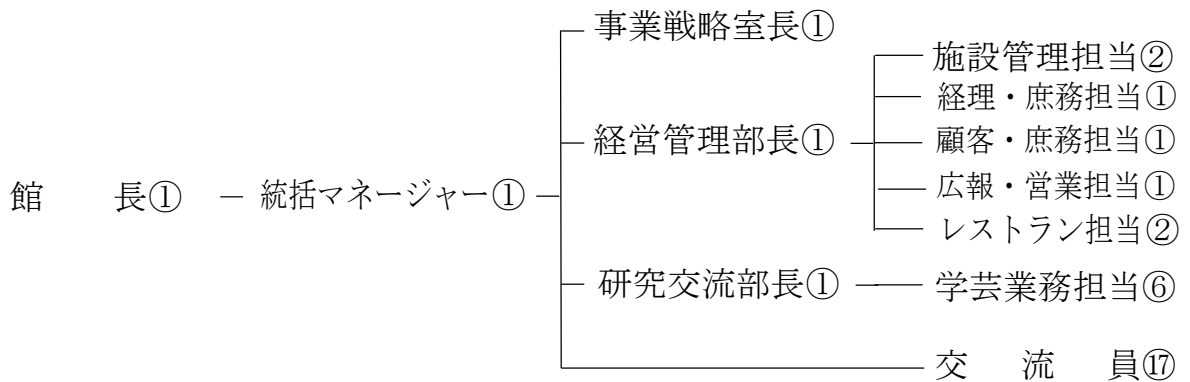 事業戦略室長①
施設管理担当②
経理・庶務担当①
経営管理部長①
顧客・庶務担当①
館　　長①　－　統括マネージャー①
広報・営業担当①
レストラン担当②
研究交流部長①
学芸業務担当⑥
交　流　員⑰